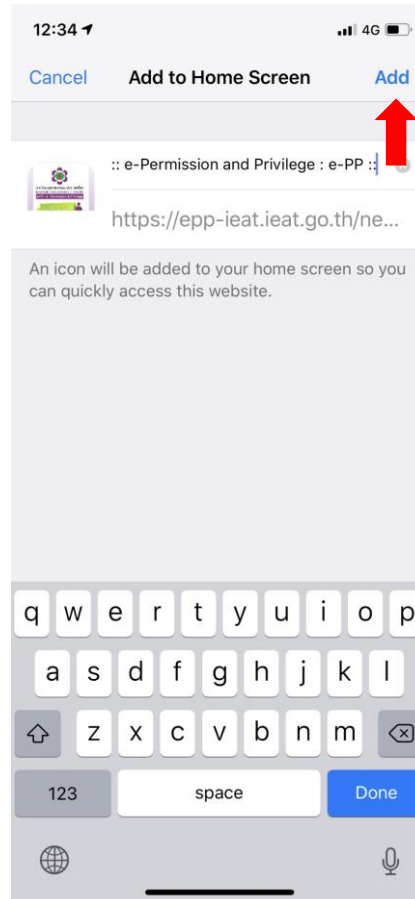 12:34
4G
Cancel
Add to Home Screen
Add
:: e-Permission and Privilege : e-PP ::
https://epp-ieat.ieat.go.th/ne...
An icon will be added to your home screen so you
can quickly access this website.
q w e r t y u i o p
a s d f g h j k l
z x c v b n m
123
space
Done